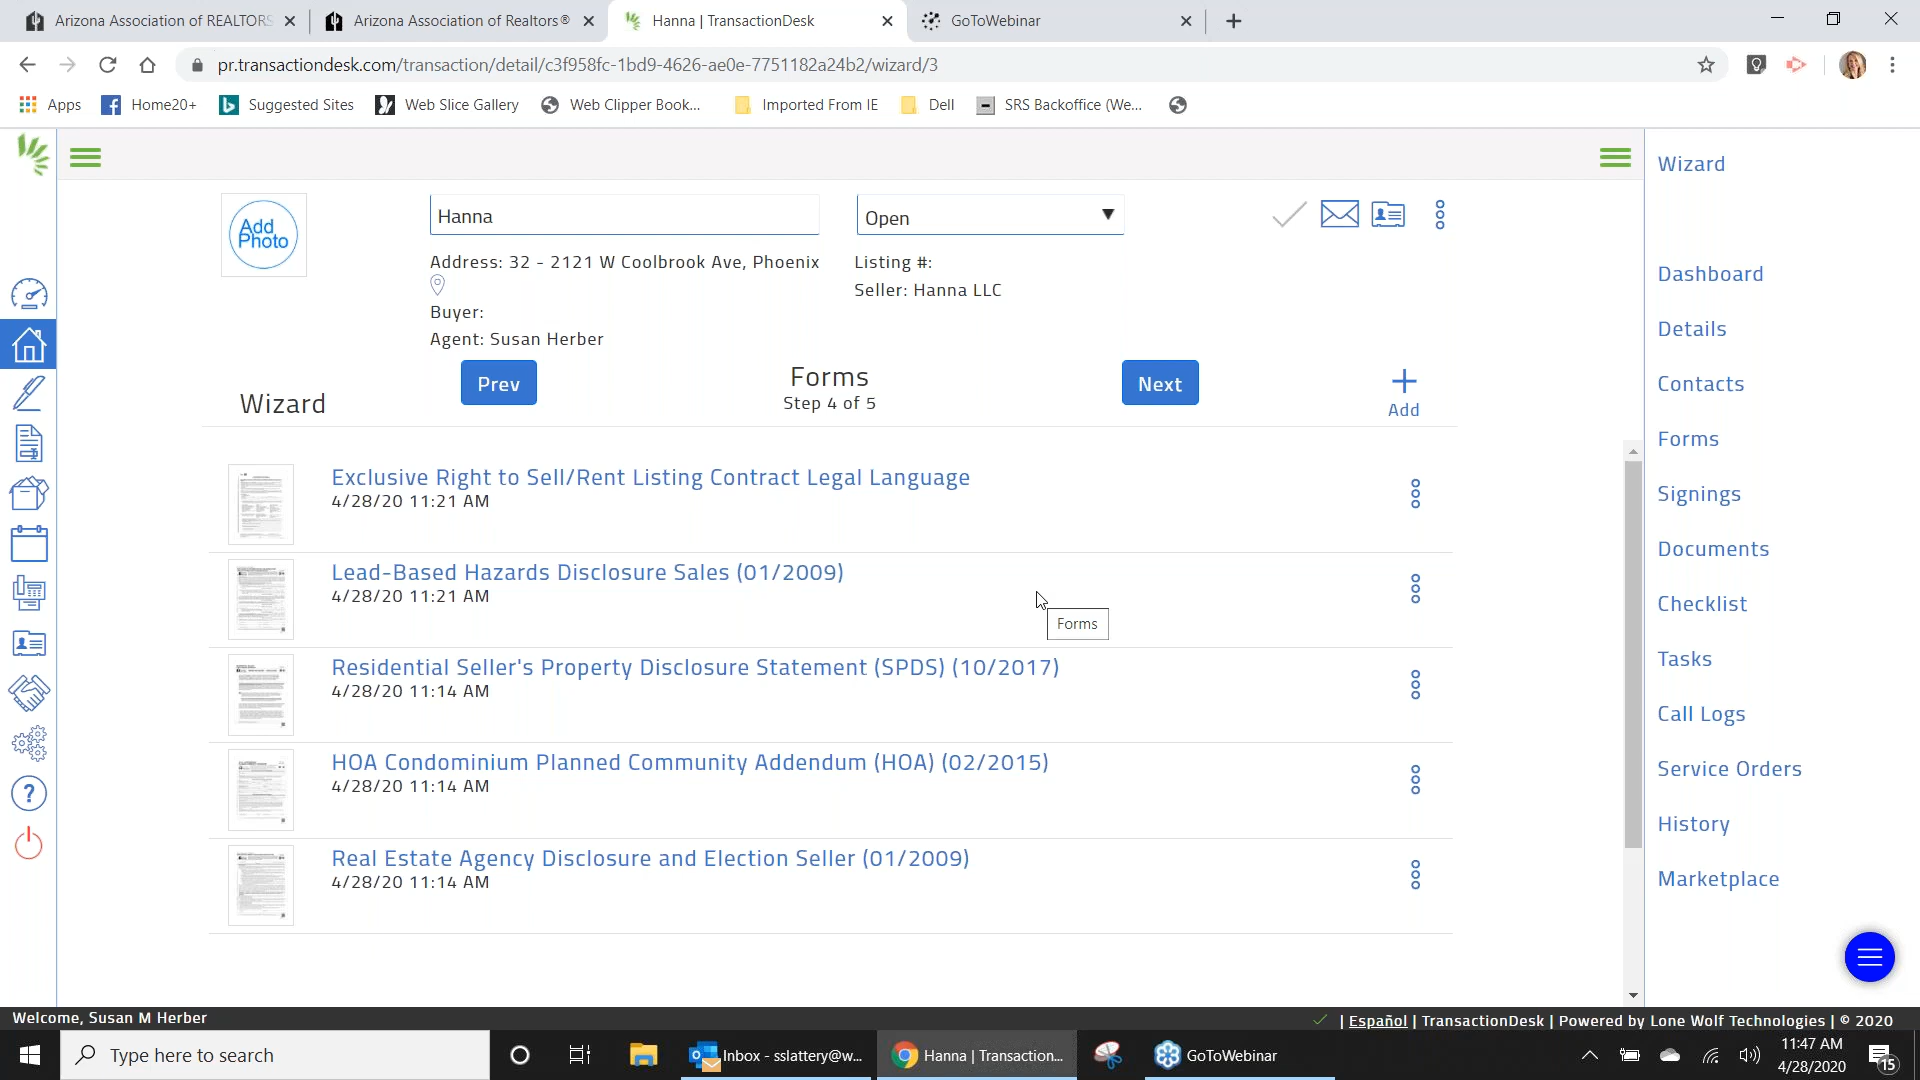 Arizona Association of REALTORS
Arizona Association of Realtors®
Hanna | TransactionDesk
GoToWebinar
pr.transactiondesk.com/transaction/detail/c3f958fc-1bd9-4626-ae0e-7751182a24b2/wizard/3
Apps
Home20+
Suggested Sites
Web Slice Gallery
Web Clipper Book...
Imported From IE
Dell
SRS Backoffice (We...
Wizard
Add
Photo
Hanna
Open
Address: 32 - 2121 W Coolbrook Ave, Phoenix
Listing #:
Seller: Hanna LLC
Buyer:
Agent: Susan Herber
Wizard
Prev
Forms
Step 4 of 5
Next
Add
Exclusive Right to Sell/Rent Listing Contract Legal Language
4/28/20 11:21 AM
Lead-Based Hazards Disclosure Sales (01/2009)
4/28/20 11:21 AM
Forms
Residential Seller's Property Disclosure Statement (SPDS) (10/2017)
4/28/20 11:14 AM
HOA Condominium Planned Community Addendum (HOA) (02/2015)
4/28/20 11:14 AM
Real Estate Agency Disclosure and Election Seller (01/2009)
4/28/20 11:14 AM
Dashboard
Details
Contacts
Forms
Signings
Documents
Checklist
Tasks
Call Logs
Service Orders
History
Marketplace
Welcome, Susan M Herber
| Español | TransactionDesk | Powered by Lone Wolf Technologies | © 2020
Type here to search
Inbox - sslattery@w...
Hanna | Transaction...
GoToWebinar
11:47 AM
4/28/2020
15